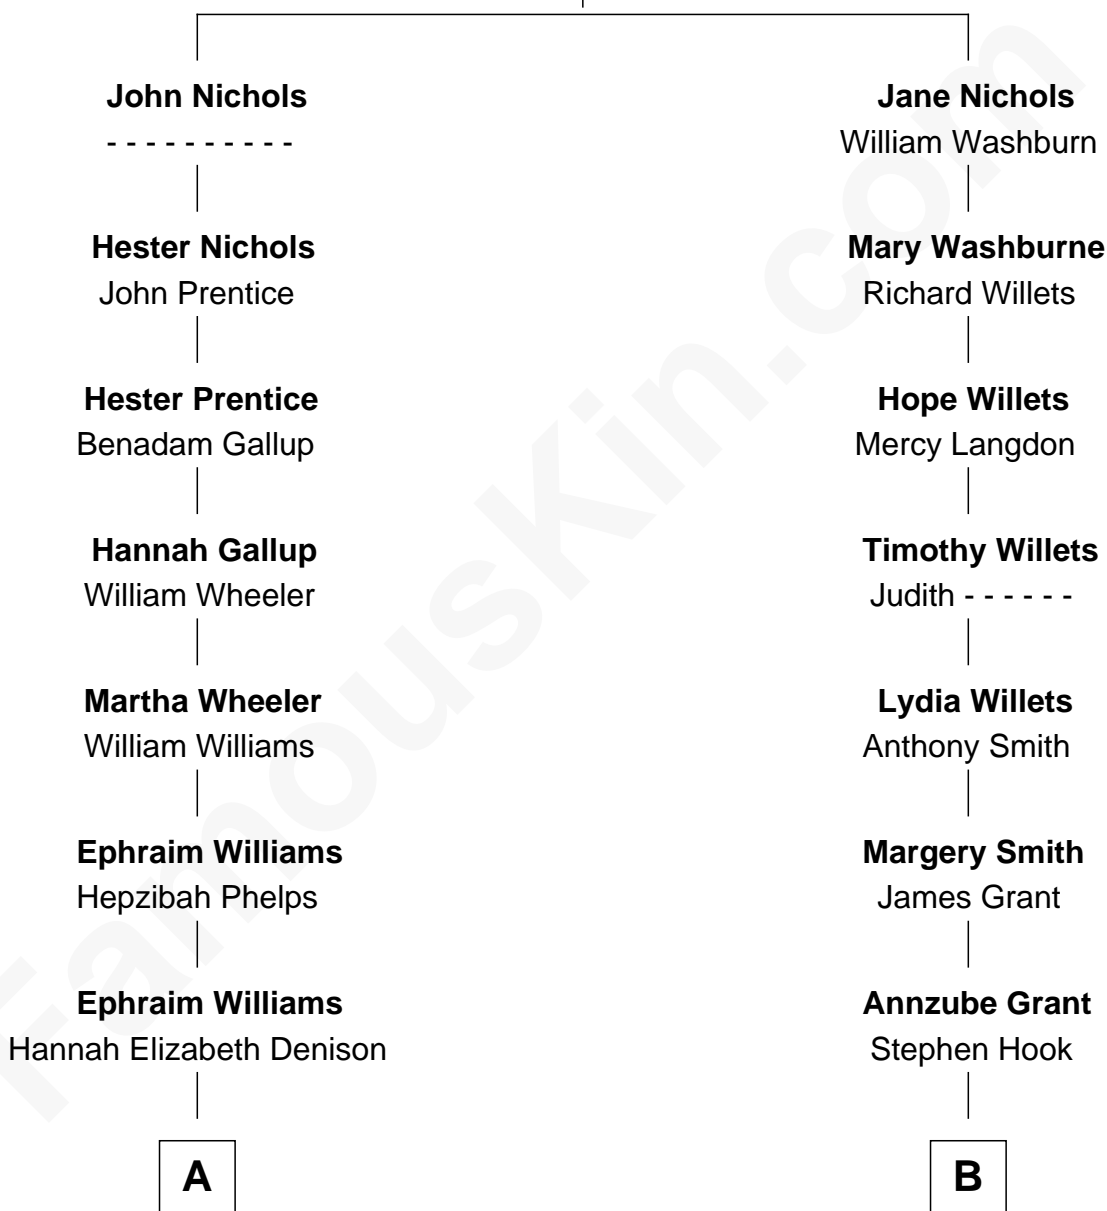 John Nichols
- - - - - - - - - -
Hester Nichols
John Prentice
Hester Prentice
Benadam Gallup
Hannah Gallup
William Wheeler
Martha Wheeler
William Williams
Ephraim Williams
Hepzibah Phelps
Ephraim Williams
Hannah Elizabeth Denison
A
Jane Nichols
William Washburn
Mary Washburne
Richard Willets
Hope Willets
Mercy Langdon
Timothy Willets
Judith - - - - - -
Lydia Willets
Anthony Smith
Margery Smith
James Grant
Annzube Grant
Stephen Hook
B
FamousKin.com